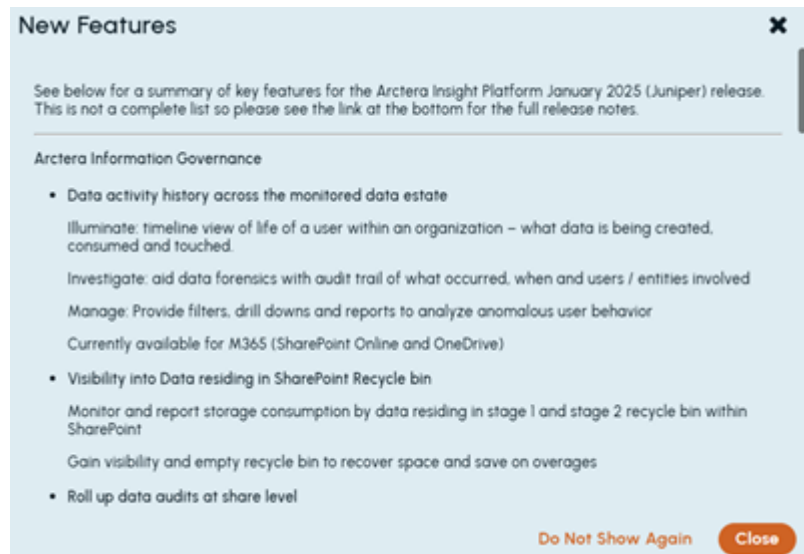 New Features
See below for a summary of key features for the Arctera Insight Platform January 2025 (Juniper) release.
This is not a complete list so please see the link at the bottom for the full release notes.
Arctera Information Governance
• Data activity history across the monitored data estate
Illuminate: timeline view of life of a user within an organization – what data is being created,
consumed and touched.
Investigate: aid data forensics with audit trail of what occurred, when and users / entities involved
Manage: Provide filters, drill downs and reports to analyze anomalous user behavior
Currently available for M365 (SharePoint Online and OneDrive)
• Visibility into Data residing in SharePoint Recycle bin
Monitor and report storage consumption by data residing in stage 1 and stage 2 recycle bin within
SharePoint
Gain visibility and empty recycle bin to recover space and save on overages
• Roll up data audits at share level
Do Not Show Again
Close